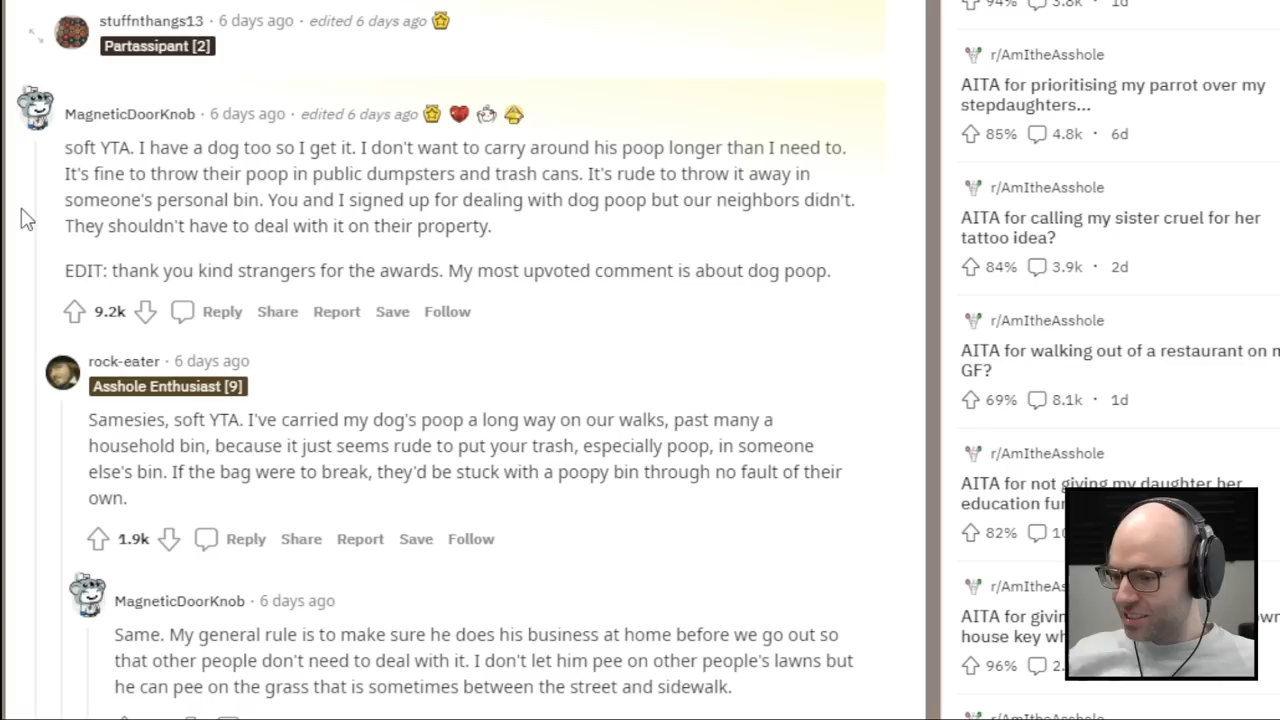 stuffnthangs13 · 6 days ago · edited 6 days ago
Partassipant [2]
MagneticDoorKnob · 6 days ago · edited 6 days ago
soft YTA. I have a dog too so I get it. I don't want to carry around his poop longer than I need to.
It's fine to throw their poop in public dumpsters and trash cans. It's rude to throw it away in
someone's personal bin. You and I signed up for dealing with dog poop but our neighbors didn't.
They shouldn't have to deal with it on their property.
EDIT: thank you kind strangers for the awards. My most upvoted comment is about dog poop.
9.2k Reply Share Report Save Follow
rock-eater · 6 days ago
Asshole Enthusiast [9]
Samesies, soft YTA. I've carried my dog's poop a long way on our walks, past many a
household bin, because it just seems rude to put your trash, especially poop, in someone
else's bin. If the bag were to break, they'd be stuck with a poopy bin through no fault of their
own.
1.9k Reply Share Report Save Follow
MagneticDoorKnob · 6 days ago
Same. My general rule is to make sure he does his business at home before we go out so
that other people don't need to deal with it. I don't let him pee on other people's lawns but
he can pee on the grass that is sometimes between the street and sidewalk.
94% 3.8k · 1d
r/AmItheAsshole
AITA for prioritising my parrot over my
stepdaughters...
85% 4.8k · 6d
r/AmItheAsshole
AITA for calling my sister cruel for her
tattoo idea?
84% 3.9k · 2d
r/AmItheAsshole
AITA for walking out of a restaurant on
GF?
69% 8.1k · 1d
r/AmItheAsshole
AITA for not giving my daughter her
education
82%
96%
house key